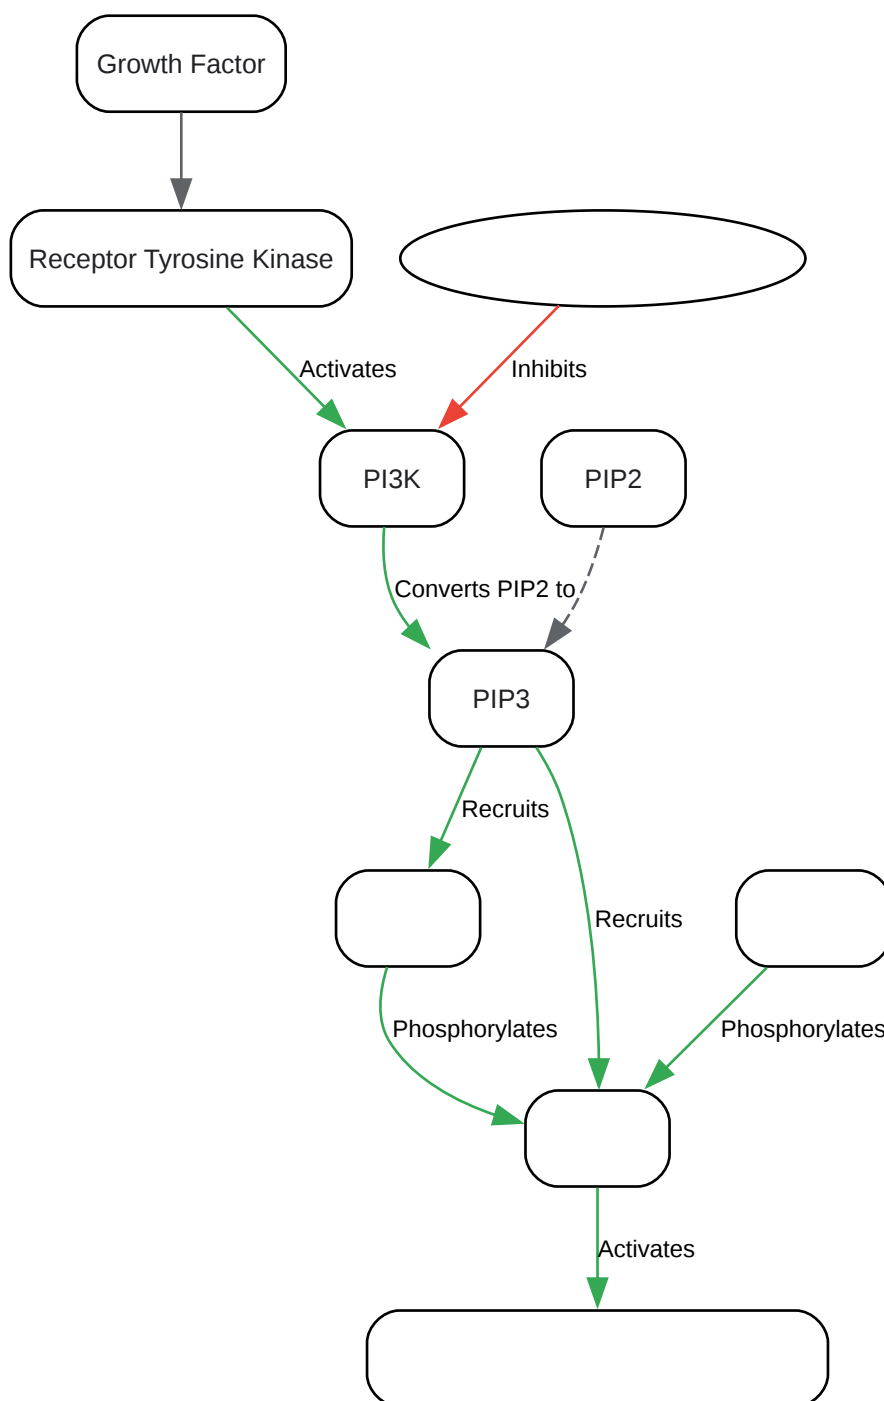 Growth Factor
Receptor Tyrosine Kinase
Activates
Inhibits
PI3K
PIP2
Converts PIP2 to
PIP3
Recruits
Recruits
Phosphorylates
Phosphorylates
Activates